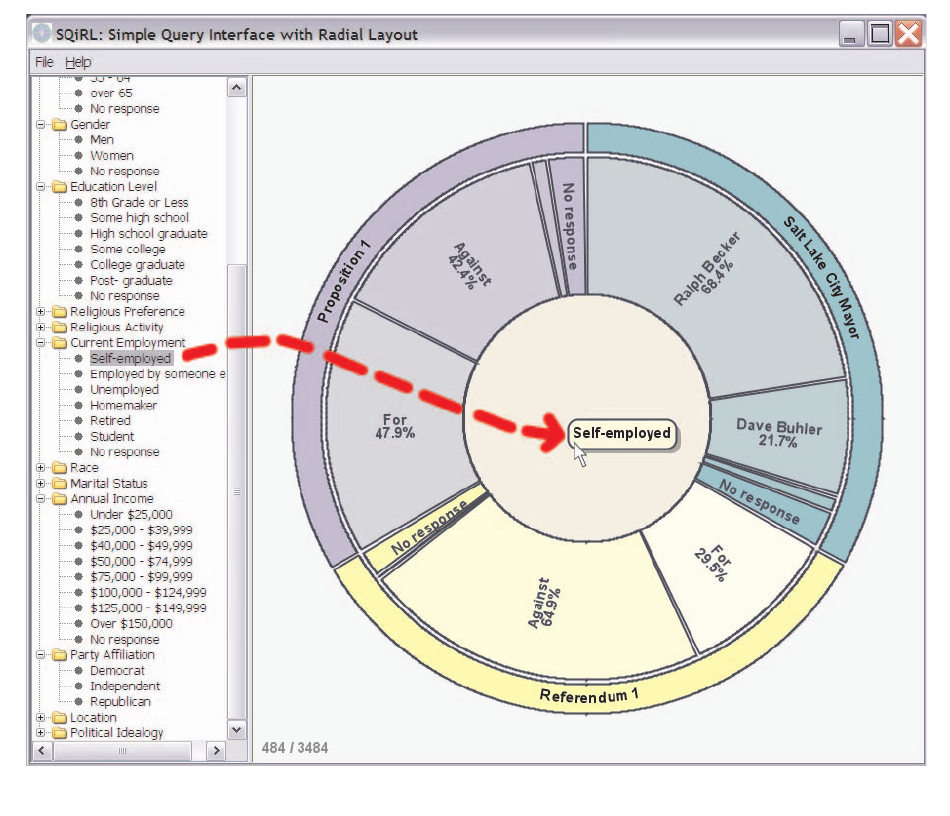 SQiRL: Simple Query Interface with Radial Layout
File Help
over 65
No response
Gender
Men
Women
No response
Education Level
8th Grade or Less
Some high school
High school graduate
Some college
College graduate
Post- graduate
No response
Religious Preference
Religious Activity
Current Employment
Self-employed
Employed by someone e
Unemployed
Homemaker
Retired
Student
No response
Race
Marital Status
Annual Income
Under $25,000
$25,000 - $39,999
$40,000 - $49,999
$50,000 - $74,999
$75,000 - $99,999
$100,000 - $124,999
$125,000 - $149,999
Over $150,000
No response
Party Affiliation
Democrat
Independent
Republican
Location
Political Idealogy
Proposition 1
Against
42.4%
No response
For
47.9%
Salt Lake City Mayor
Ralph Becker
68.4%
Dave Buhler
21.7%
No response
Self-employed
Referendum 1
No response
Against
64.9%
For
29.5%
484 / 3484